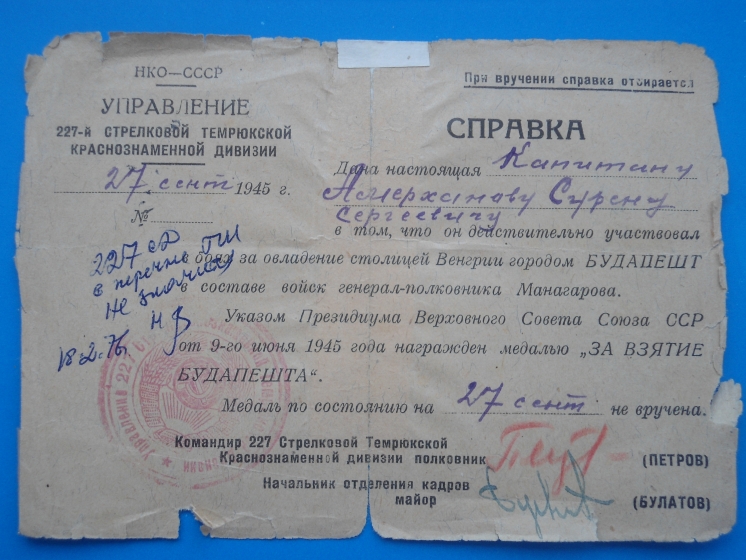 НКО—СССР
УПРАВЛЕНИЕ
227-й СТРЕЛКОВОЙ ТЕМРЮКСКОЙ
КРАСНОЗНАМЕННОЙ ДИВИЗИИ
27 сент 1945 г.
№
227 сд
в перечне ГШ
не значится
18.2.76
При вручении справка отбирается
СПРАВКА
Дана настоящая Капитану
Амерханову Сурену
Сергеевичу
в том, что он действительно участвовал
в боях за овладение столицей Венгрии городом БУДАПЕШТ
в составе войск генерал-полковника Манагарова.
Указом Президиума Верховного Совета Союза ССР
от 9-го июня 1945 года награжден медалью „ЗА ВЗЯТИЕ
БУДАПЕШТА“.
Медаль по состоянию на 27 сент не вручена.
Командир 227 Стрелковой Темрюкской
Краснознаменной дивизии полковник (ПЕТРОВ)
Начальник отделения кадров
майор (БУЛАТОВ)